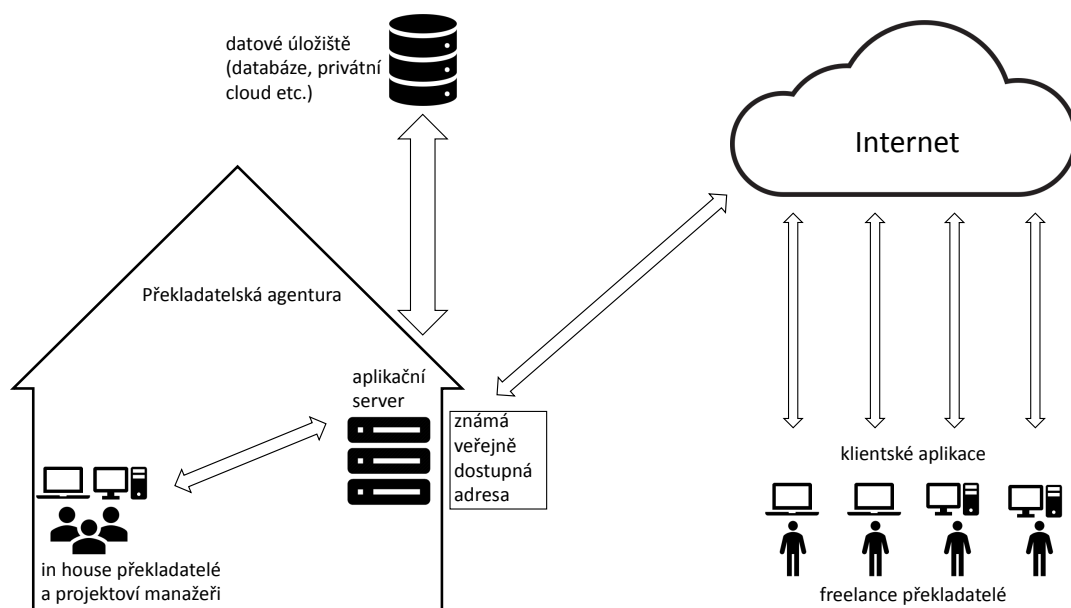 datové úložiště
(databáze, privátní
cloud etc.)
Internet
Překladatelská agentura
aplikační
server
známá
veřejně
dostupná
adresa
klientské aplikace
in house překladatelé
a projektoví manažeři
freelance překladatelé